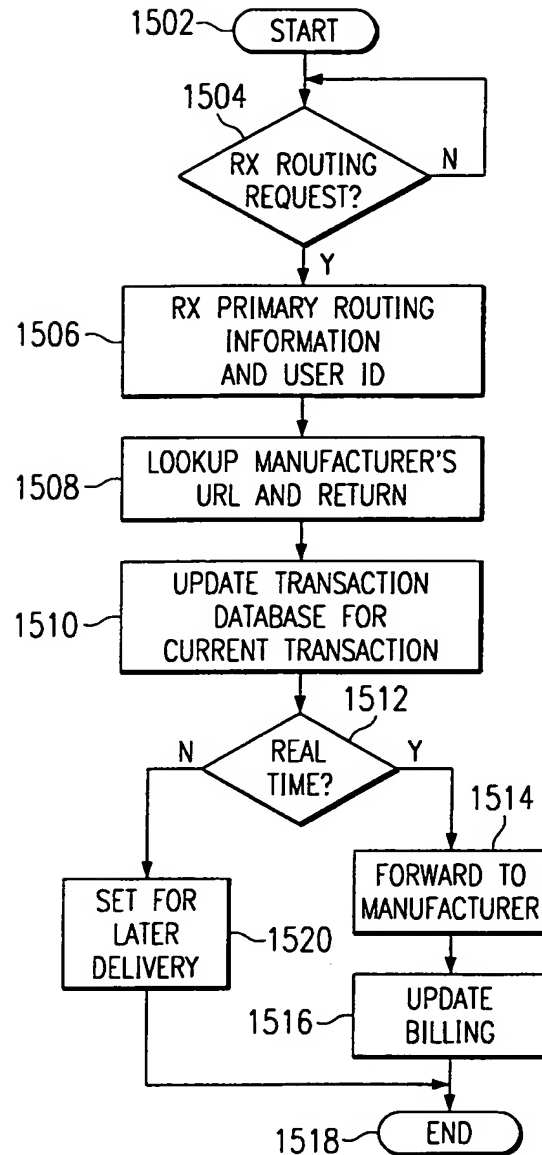 1502
START
1504
RX ROUTING
REQUEST?
N
Y
1506
RX PRIMARY ROUTING
INFORMATION
AND USER ID
1508
LOOKUP MANUFACTURER'S
URL AND RETURN
1510
UPDATE TRANSACTION
DATABASE FOR
CURRENT TRANSACTION
1512
N
REAL
TIME?
Y
1514
FORWARD TO
MANUFACTURER
SET FOR
LATER
DELIVERY
1520
1516
UPDATE
BILLING
1518
END